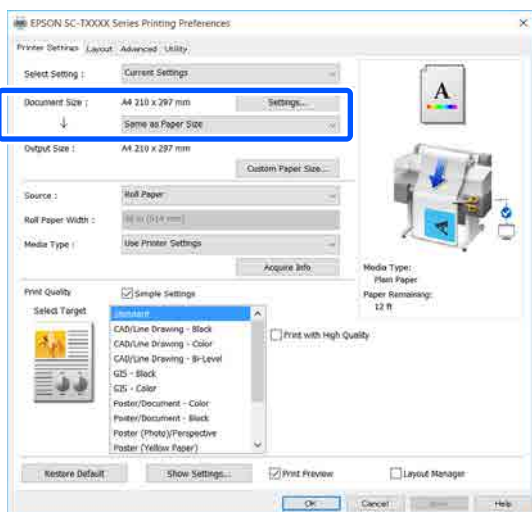 EPSON SC-TXXXX Series Printing Preferences
Printer Settings Layout Advanced Utility
Select Setting : Current Settings
Document Size : A4 210 x 297 mm Settings...
↓ Same as Paper Size
Output Size : A4 210 x 297 mm
Custom Paper Size...
Source : Roll Paper
Roll Paper Width :
Media Type : Use Printer Settings
Acquire Info
A
Media Type:
Plain Paper
Paper Remaining:
12 ft
Print Quality Simple Settings
Select Target
Standard
CAD/Line Drawing - Black
CAD/Line Drawing - Color
CAD/Line Drawing - Bi-Level
GIS - Black
GIS - Color
Poster/Document - Color
Poster/Document - Black
Poster (Photo)/Perspective
Poster (Yellow Paper)
Print with High Quality
Restore Default Show Settings... Print Preview Layout Manager
OK Cancel Help